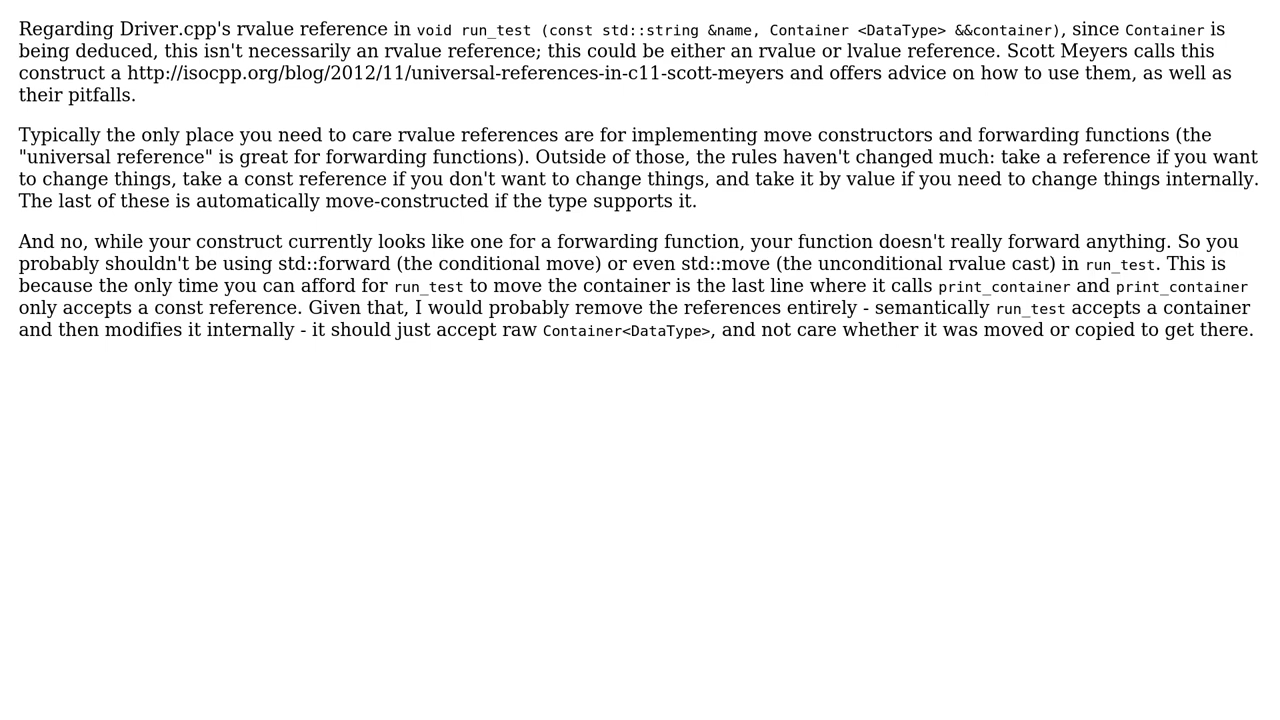 Regarding Driver.cpp's rvalue reference in void run_test (const std::string &name, Container <DataType> &&container), since Container is
being deduced, this isn't necessarily an rvalue reference; this could be either an rvalue or lvalue reference. Scott Meyers calls this
construct a http://isocpp.org/blog/2012/11/universal-references-in-c11-scott-meyers and offers advice on how to use them, as well as
their pitfalls.
Typically the only place you need to care rvalue references are for implementing move constructors and forwarding functions (the
"universal reference" is great for forwarding functions). Outside of those, the rules haven't changed much: take a reference if you want
to change things, take a const reference if you don't want to change things, and take it by value if you need to change things internally.
The last of these is automatically move-constructed if the type supports it.
And no, while your construct currently looks like one for a forwarding function, your function doesn't really forward anything. So you
probably shouldn't be using std::forward (the conditional move) or even std::move (the unconditional rvalue cast) in run_test. This is
because the only time you can afford for run_test to move the container is the last line where it calls print_container and print_container
only accepts a const reference. Given that, I would probably remove the references entirely - semantically run_test accepts a container
and then modifies it internally - it should just accept raw Container<DataType>, and not care whether it was moved or copied to get there.